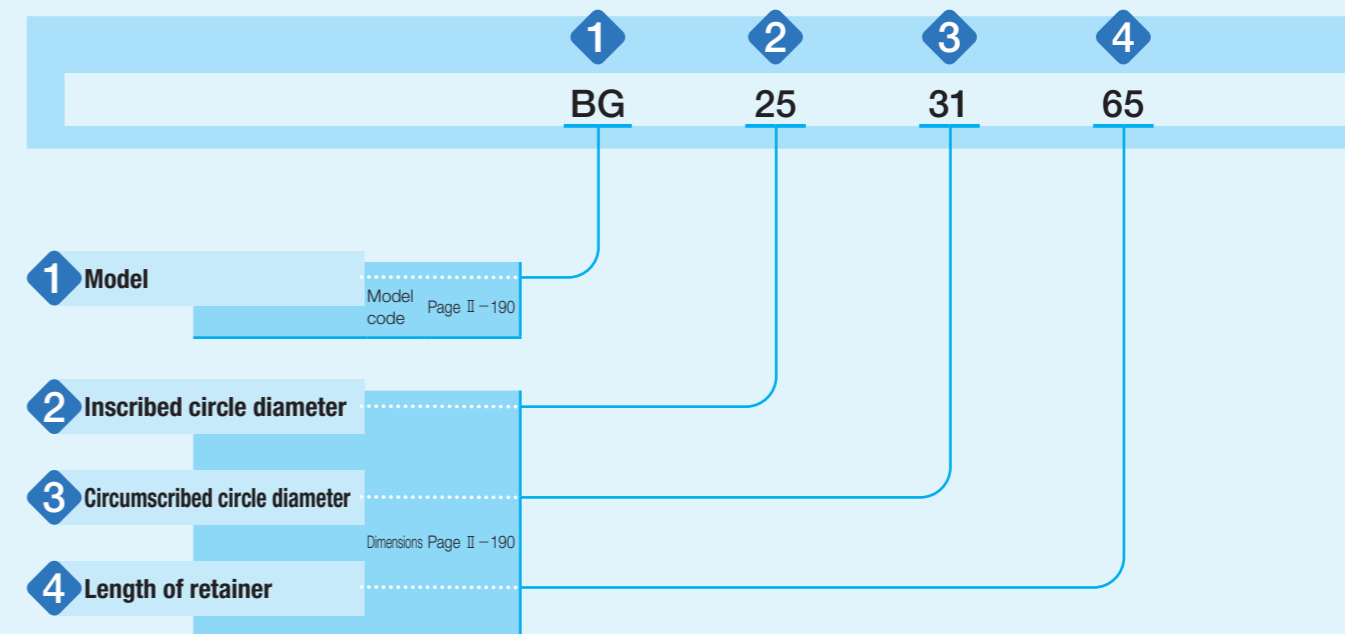 1 2 3 4
BG 25 31 65
1 Model
Model
code
Page Ⅱ－190
2 Inscribed circle diameter
3 Circumscribed circle diameter
Dimensions Page Ⅱ－190
4 Length of retainer